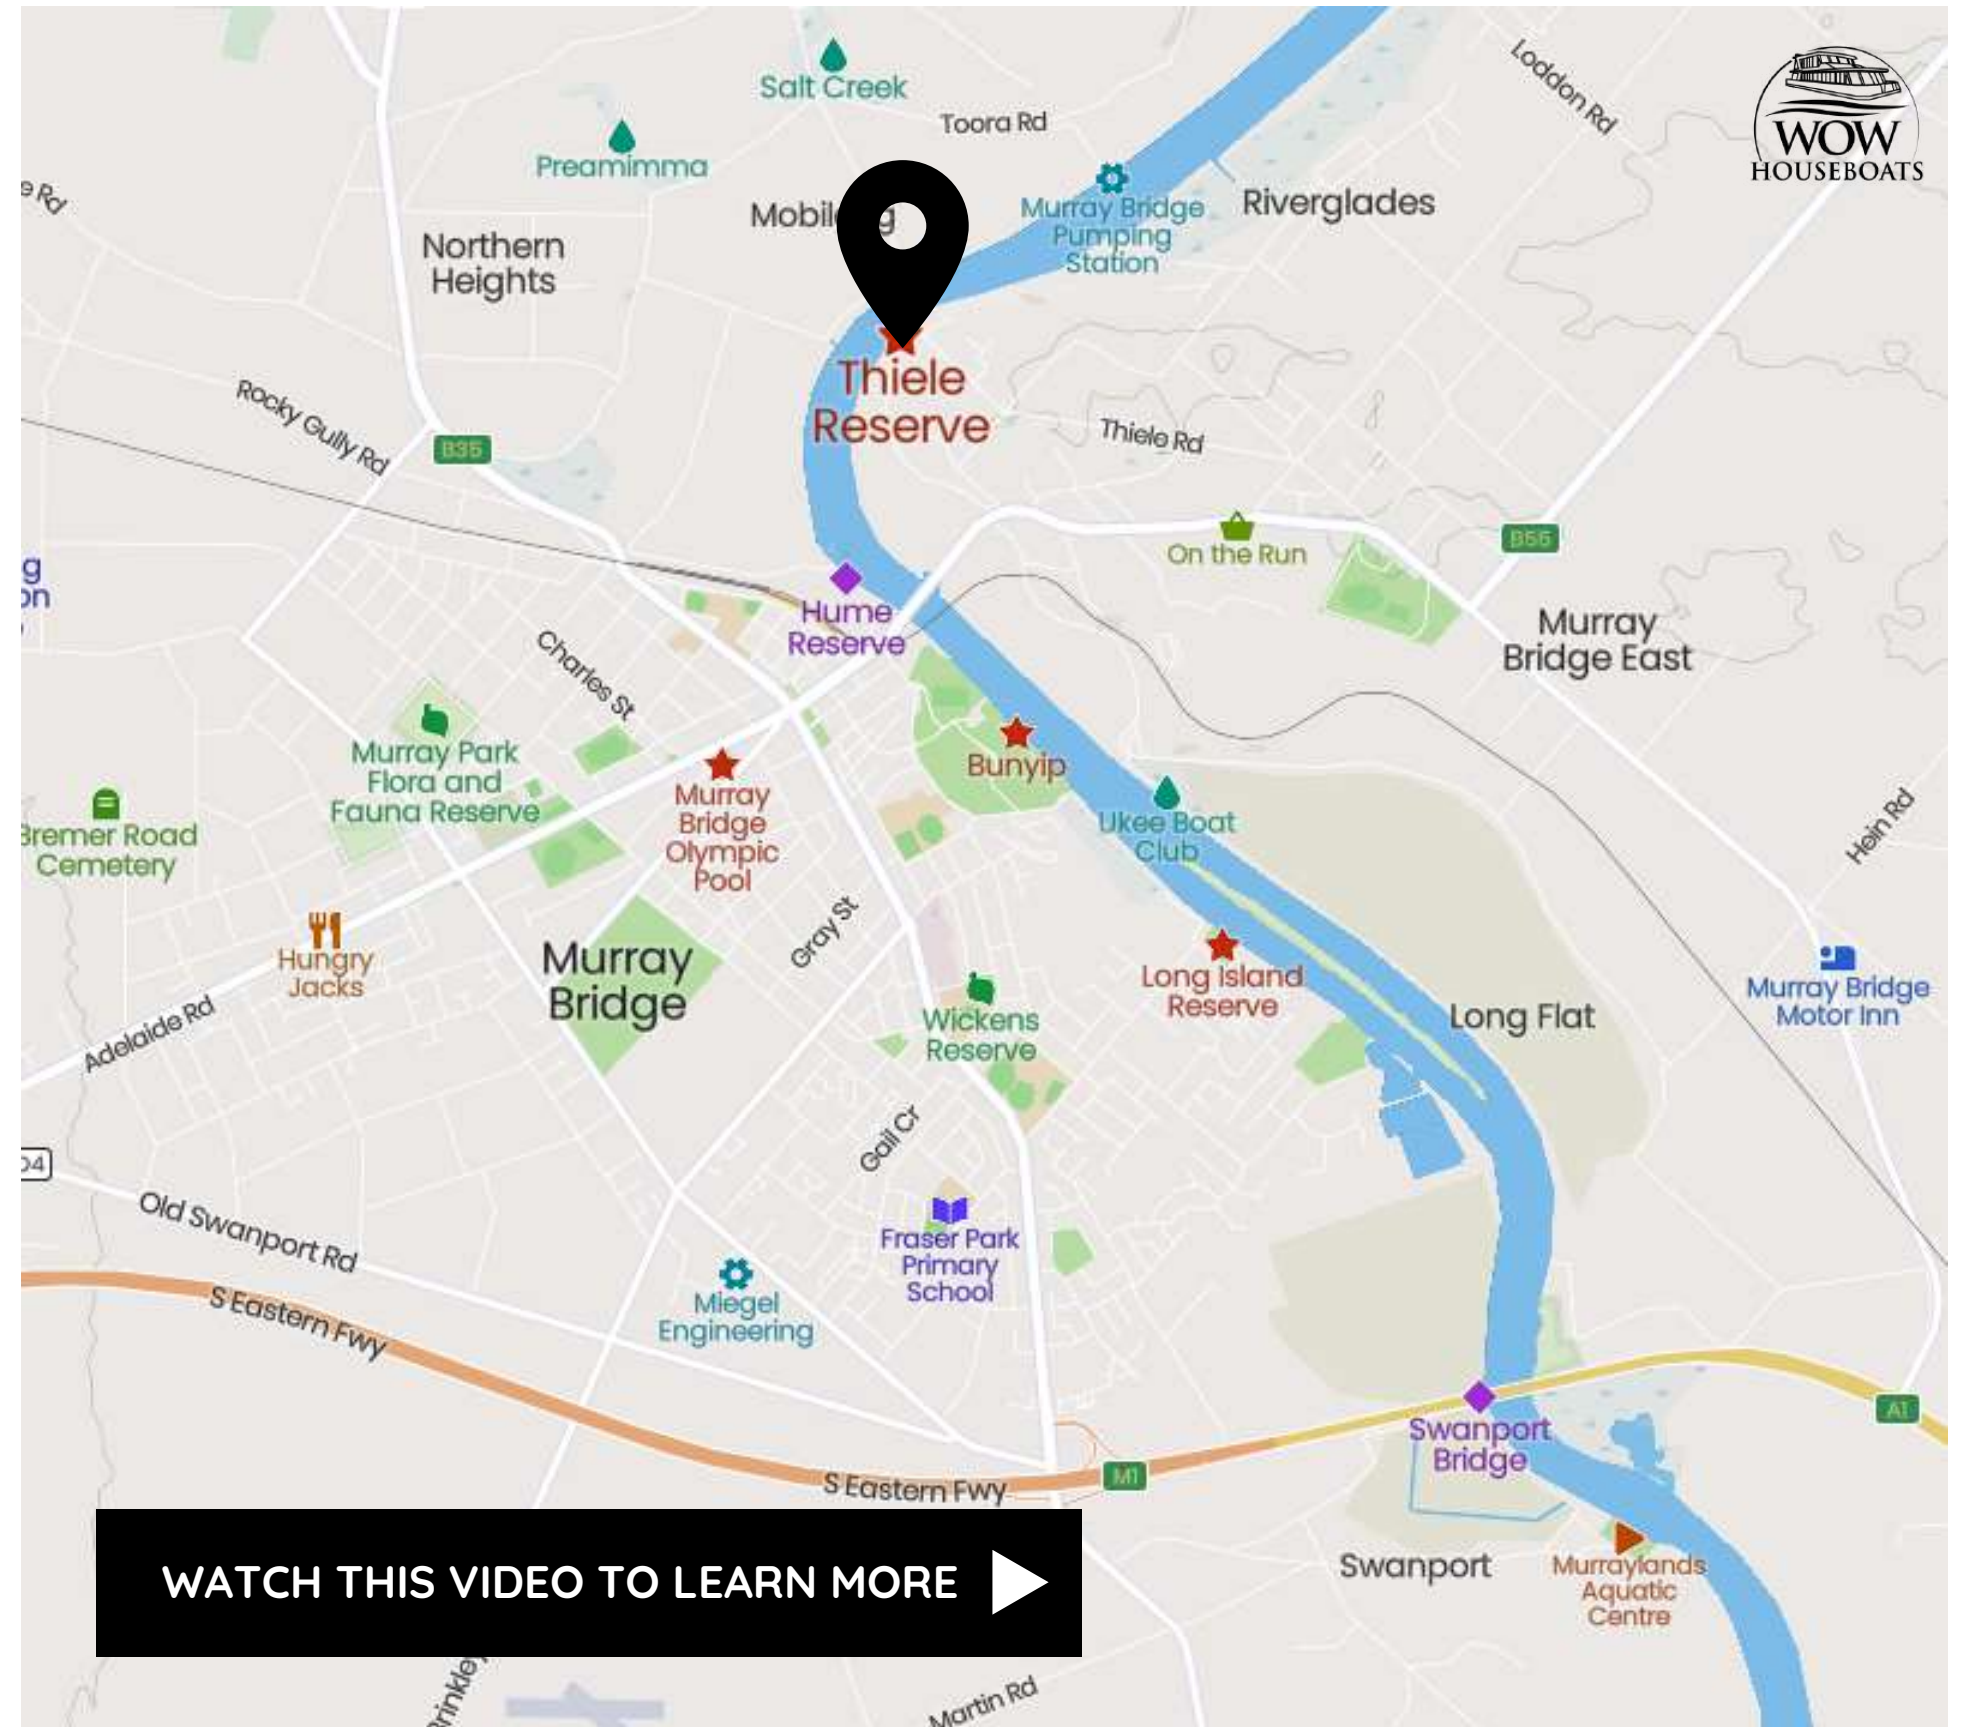 Loddon Rd
Salt Creek
Toora Rd
WOW
HOUSEBOATS
Preamimma
Murray Bridge
Pumping
Station
Riverglades
Northern
Heights
Thiele
Reserve
Rocky Gully Rd
B35
Thiele Rd
On the Run
B55
Hume
Reserve
Murray
Bridge East
Charles St
Murray Park
Flora and
Fauna Reserve
Bunyip
Murray
Bridge
Olympic
Pool
Ukee Boat
Club
Bremer Road
Cemetery
Hein Rd
Hungry
Jacks
Gray St
Murray
Bridge
Long Island
Reserve
Murray Bridge
Motor Inn
Wickens
Reserve
Long Flat
Adelaide Rd
Gail Cr
Old Swanport Rd
Fraser Park
Primary
School
Miegel
Engineering
S Eastern Fwy
A1
Swanport
Bridge
M1
S Eastern Fwy
WATCH THIS VIDEO TO LEARN MORE
Swanport
Murraylands
Aquatic
Centre
Martin Rd